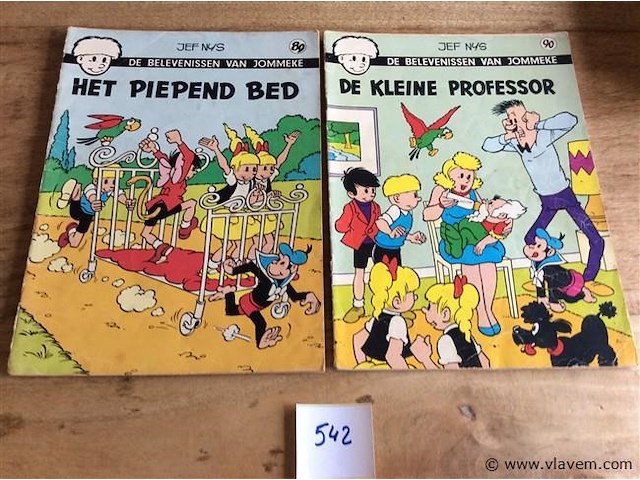 JEF NYS
89
DE BELEVENISSEN VAN JOMMEKE
HET PIEPEND BED
JEF NYS
90
DE BELEVENISSEN VAN JOMMEKE
DE KLEINE PROFESSOR
542
© www.vlavem.com